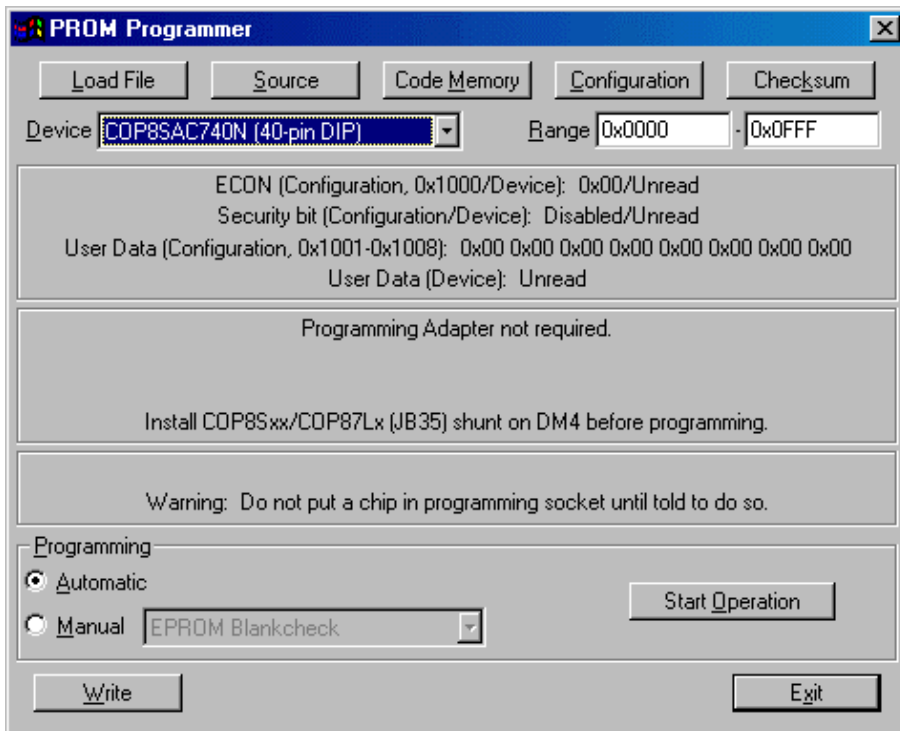 PROM Programmer
Load File Source Code Memory Configuration Checksum
Device COP8SAC740N (40-pin DIP) Range 0x0000 - 0x0FFF
ECON (Configuration, 0x1000/Device): 0x00/Unread
Security bit (Configuration/Device): Disabled/Unread
User Data (Configuration, 0x1001-0x1008): 0x00 0x00 0x00 0x00 0x00 0x00 0x00 0x00
User Data (Device): Unread
Programming Adapter not required.
Install COP8Sxx/COP87Lx (JB35) shunt on DM4 before programming.
Warning: Do not put a chip in programming socket until told to do so.
Programming
Automatic
Start Operation
Manual EPROM Blankcheck
Write Exit